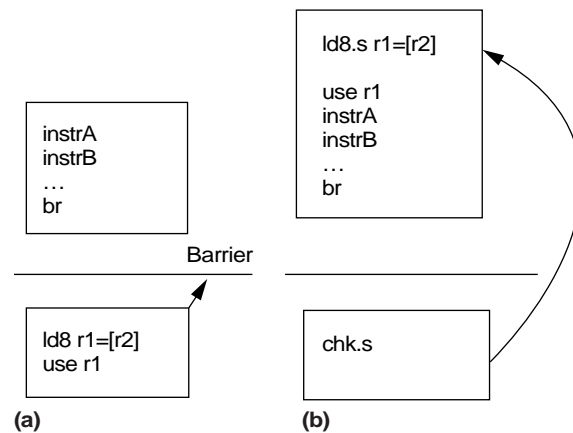 instrA
instrB
…
br
Barrier
ld8 r1=[r2]
use r1
(a)
ld8.s r1=[r2]
use r1
instrA
instrB
…
br
chk.s
(b)